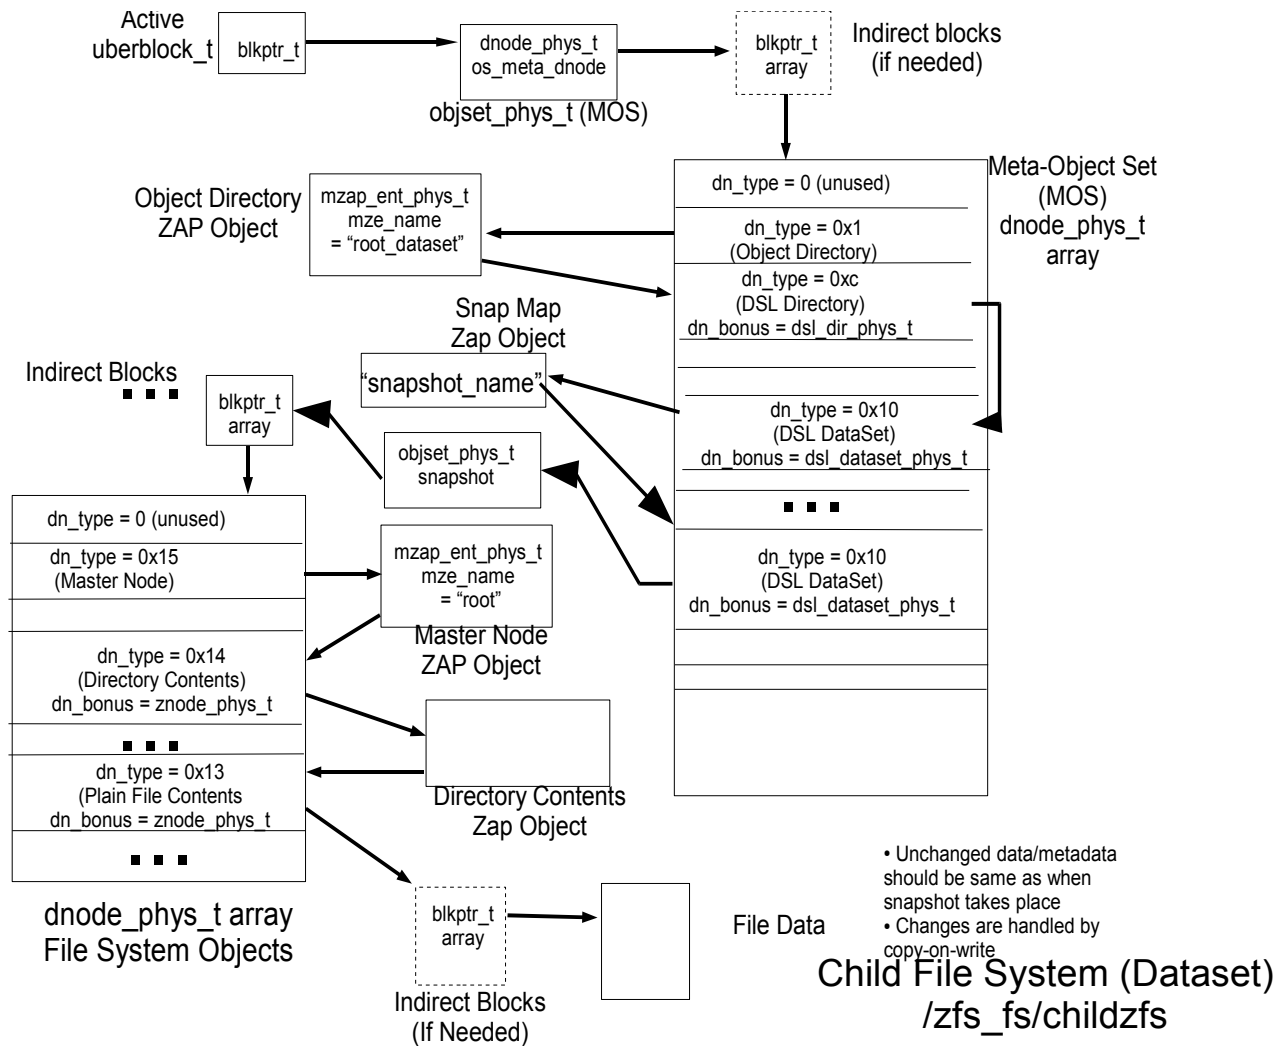 Active
uberblock_t
blkptr_t
dnode_phys_t
os_meta_dnode
objset_phys_t (MOS)
blkptr_t
array
Indirect blocks
(if needed)
Meta-Object Set
(MOS)
dnode_phys_t
array
dn_type = 0 (unused)
dn_type = 0x1
(Object Directory)
dn_type = 0xc
(DSL Directory)
dn_bonus = dsl_dir_phys_t
dn_type = 0x10
(DSL DataSet)
dn_bonus = dsl_dataset_phys_t
dn_type = 0x10
(DSL DataSet)
dn_bonus = dsl_dataset_phys_t
Object Directory
ZAP Object
mzap_ent_phys_t
mze_name
= “root_dataset”
Snap Map
Zap Object
“snapshot_name”
objset_phys_t
snapshot
Indirect Blocks
blkptr_t
array
dn_type = 0 (unused)
dn_type = 0x15
(Master Node)
dn_type = 0x14
(Directory Contents)
dn_bonus = znode_phys_t
dn_type = 0x13
(Plain File Contents
dn_bonus = znode_phys_t
dnode_phys_t array
File System Objects
mzap_ent_phys_t
mze_name
= “root”
Master Node
ZAP Object
Directory Contents
Zap Object
blkptr_t
array
Indirect Blocks
(If Needed)
File Data
• Unchanged data/metadata
should be same as when
snapshot takes place
• Changes are handled by
copy-on-write
Child File System (Dataset)
/zfs_fs/childzfs